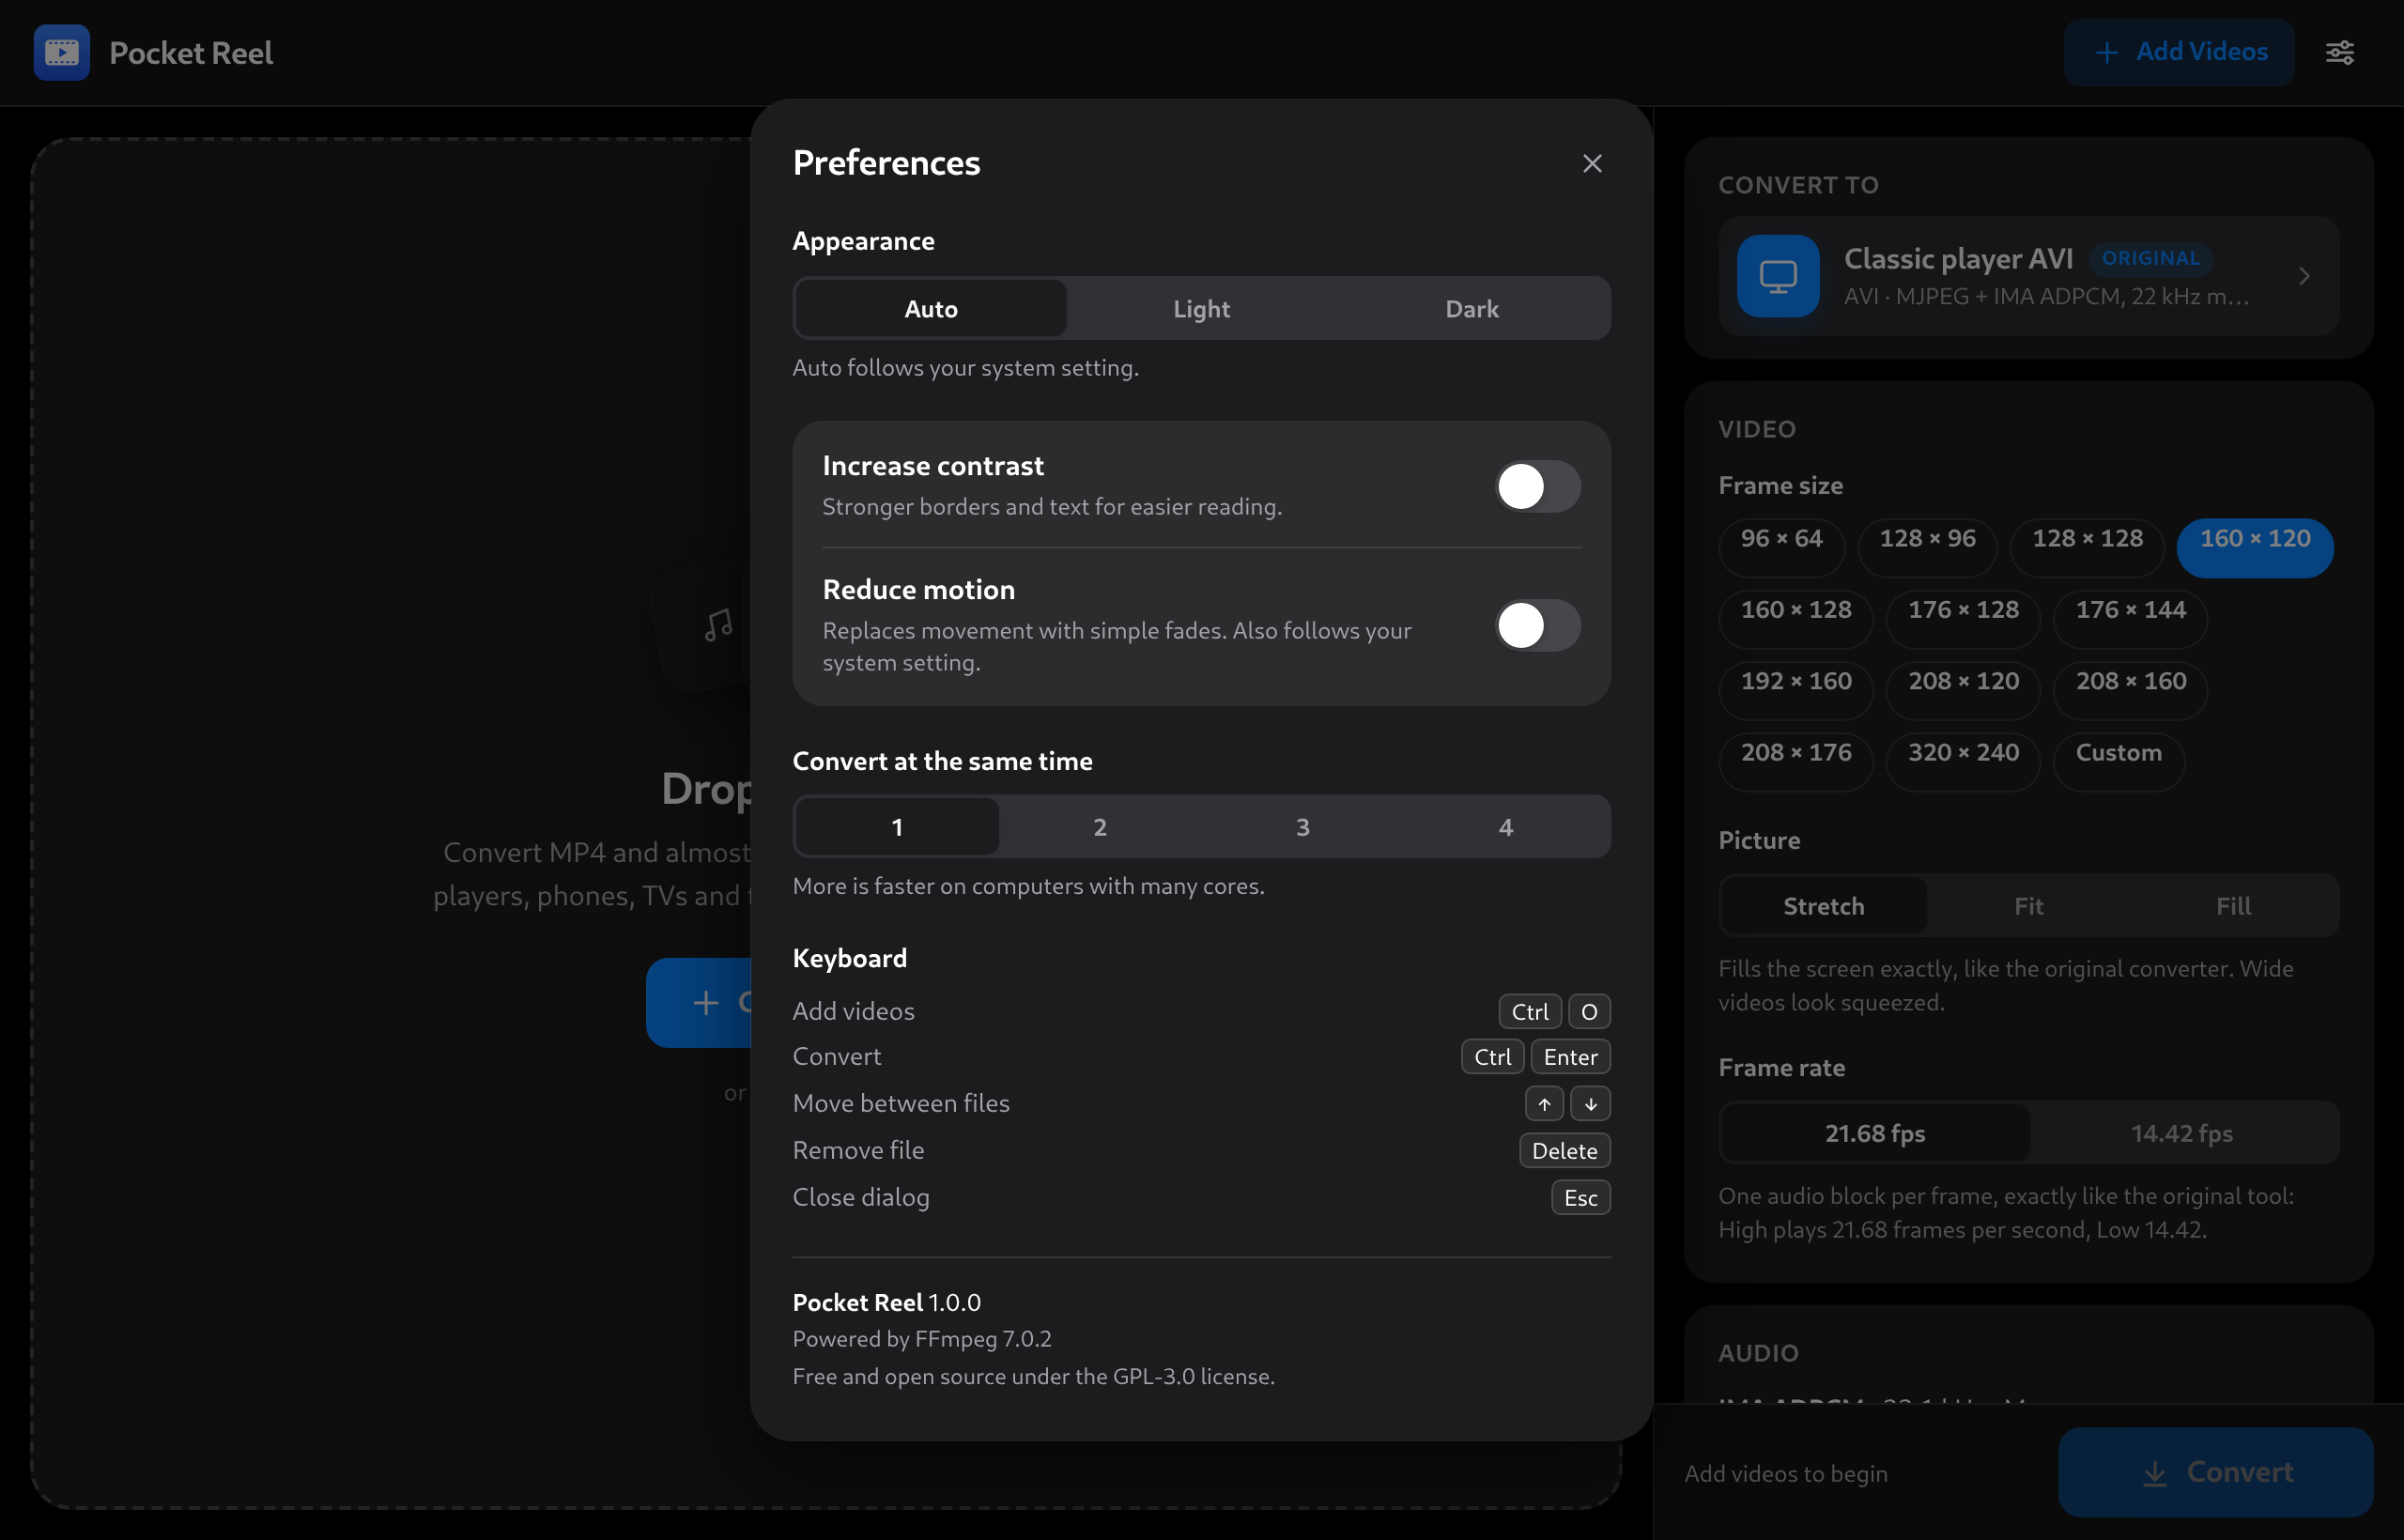 Pocket Reel
Add Videos
Preferences
Appearance
Auto
Light
Dark
Auto follows your system setting.
Increase contrast
Stronger borders and text for easier reading.
Reduce motion
Replaces movement with simple fades. Also follows your
system setting.
Convert at the same time
1
2
3
4
More is faster on computers with many cores.
Keyboard
Add videos
Ctrl O
Convert
Ctrl Enter
Move between files
↑ ↓
Remove file
Delete
Close dialog
Esc
Pocket Reel 1.0.0
Powered by FFmpeg 7.0.2
Free and open source under the GPL-3.0 license.
Convert MP4 and almost
players, phones, TVs and
or
CONVERT TO
Classic player AVI
ORIGINAL
AVI · MJPEG + IMA ADPCM, 22 kHz m…
VIDEO
Frame size
96 × 64
128 × 96
128 × 128
160 × 120
160 × 128
176 × 128
176 × 144
192 × 160
208 × 120
208 × 160
208 × 176
320 × 240
Custom
Picture
Stretch
Fit
Fill
Fills the screen exactly, like the original converter. Wide
videos look squeezed.
Frame rate
21.68 fps
14.42 fps
One audio block per frame, exactly like the original tool:
High plays 21.68 frames per second, Low 14.42.
AUDIO
Add videos to begin
Convert